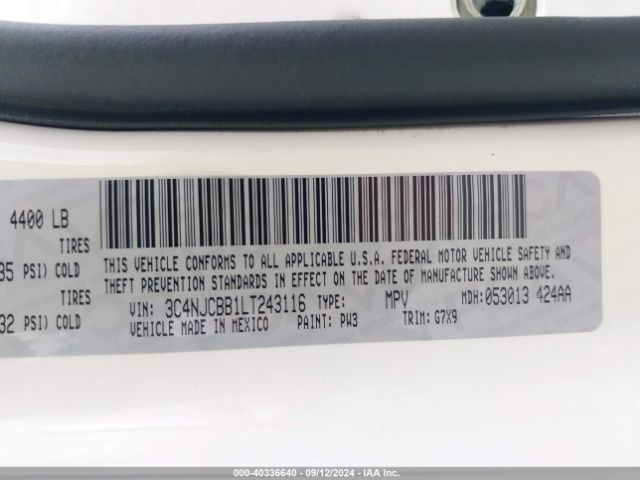 4400 LB
TIRES
35 PSI) COLD
TIRES
32 PSI) COLD
THIS VEHICLE CONFORMS TO ALL APPLICABLE U.S.A. FEDERAL MOTOR VEHICLE SAFETY AND
THEFT PREVENTION STANDARDS IN EFFECT ON THE DATE OF MANUFACTURE SHOWN ABOVE.
VIN: 3C4NJCBB1LT243116 TYPE: MPV MDH:053013 424AA
VEHICLE MADE IN MEXICO PAINT: PW3 TRIM: G7X9
000-40336640 - 09/12/2024 - IAAI.COM